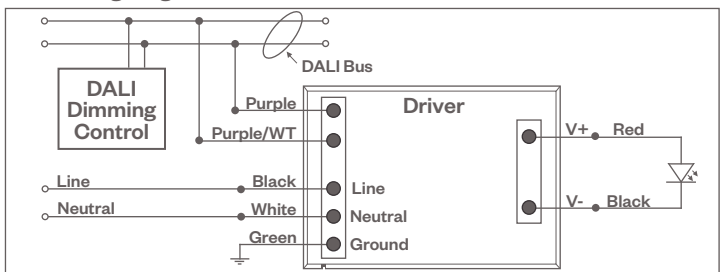 DALI Bus
DALI
Dimming
Control
Driver
Purple
Purple/WT
V+ Red
Line Black Line
Neutral White Neutral
V- Black
Green Ground